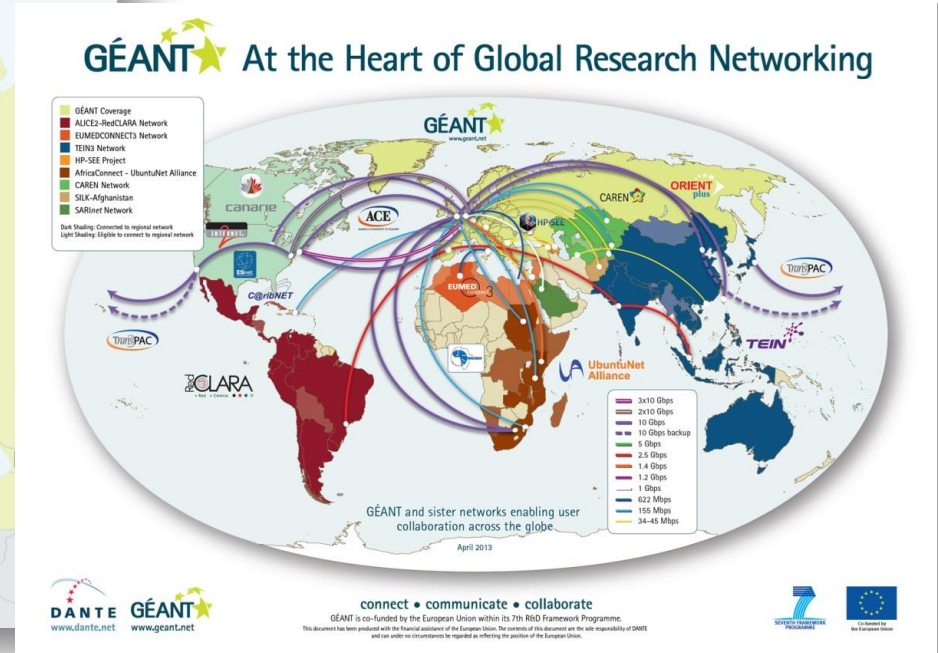 GÉANT At the Heart of Global Research Networking
GÉANT Coverage
ALICE2-RedCLARA Network
EUMEDCONNECT3 Network
TEIN3 Network
HP-SEE Project
AfricaConnect - UbuntuNet Alliance
CAREN Network
SILK-Afghanistan
SARInet Network
Dark Shading: Connected to regional network
Light Shading: Eligible to connect to regional network
GÉANT
www.geant.net
canarie
INTERNET
ESnet
ACE
C@ribNET
HP-SEE
CAREN
ORIENT
plus
TransPAC
TransPAC
EUMED
connect 3
TEIN
Red
CLARA
UbuntuNet
Alliance
3x10 Gbps
2x10 Gbps
10 Gbps
10 Gbps backup
5 Gbps
2.5 Gbps
1.4 Gbps
1.2 Gbps
1 Gbps
622 Mbps
155 Mbps
34-45 Mbps
GÉANT and sister networks enabling user
collaboration across the globe
April 2013
DANTE
www.dante.net
GÉANT
www.geant.net
connect • communicate • collaborate
GÉANT is co-funded by the European Union within its 7th R&D Framework Programme.
This document has been produced with the financial assistance of the European Union. The contents of this document are the sole responsibility of DANTE
and can under no circumstances be regarded as reflecting the position of the European Union.
SEVENTH FRAMEWORK
PROGRAMME
Co-funded by
the European Union